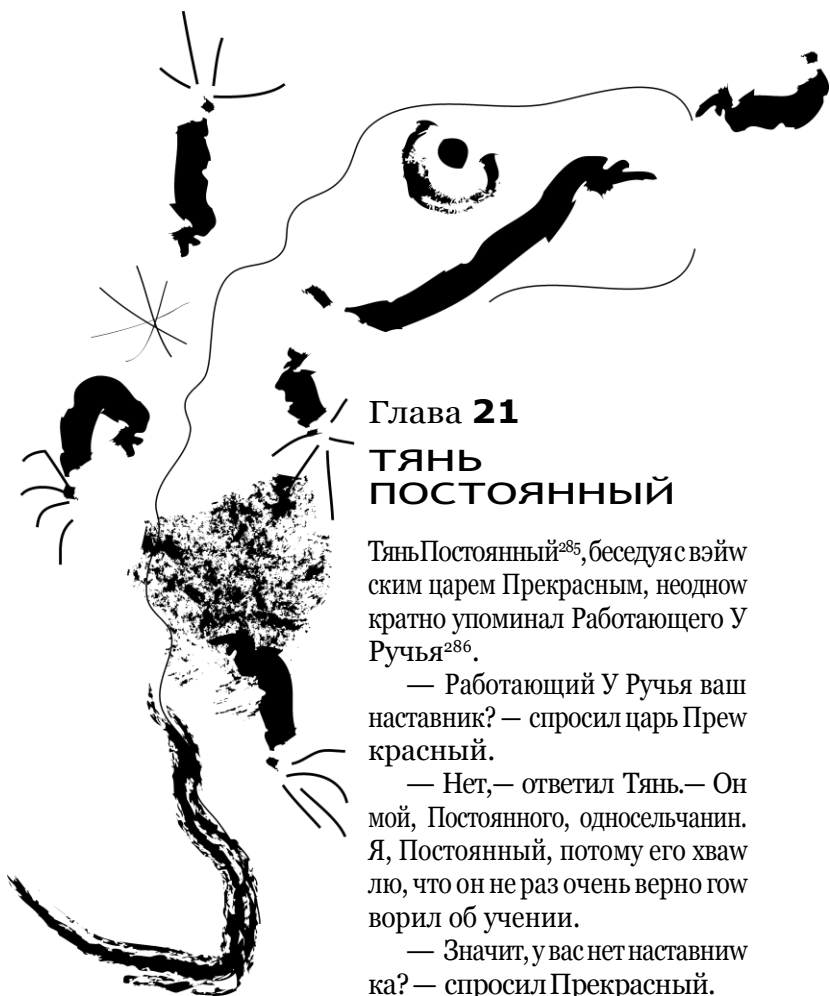 Глава 21
ТЯНЬ
ПОСТОЯННЫЙ
Тянь Постоянный²⁸⁵, беседуя с вэйw
ским царем Прекрасным, неодноw
кратно упоминал Работающего У
Ручья²⁸⁶.
— Работающий У Ручья ваш
наставник? — спросил царь Преw
красный.
— Нет,— ответил Тянь.— Он
мой, Постоянного, односельчанин.
Я, Постоянный, потому его хваw
лю, что он не раз очень верно гоw
ворил об учении.
— Значит, у вас нет наставниw
ка? — спросил Прекрасный.